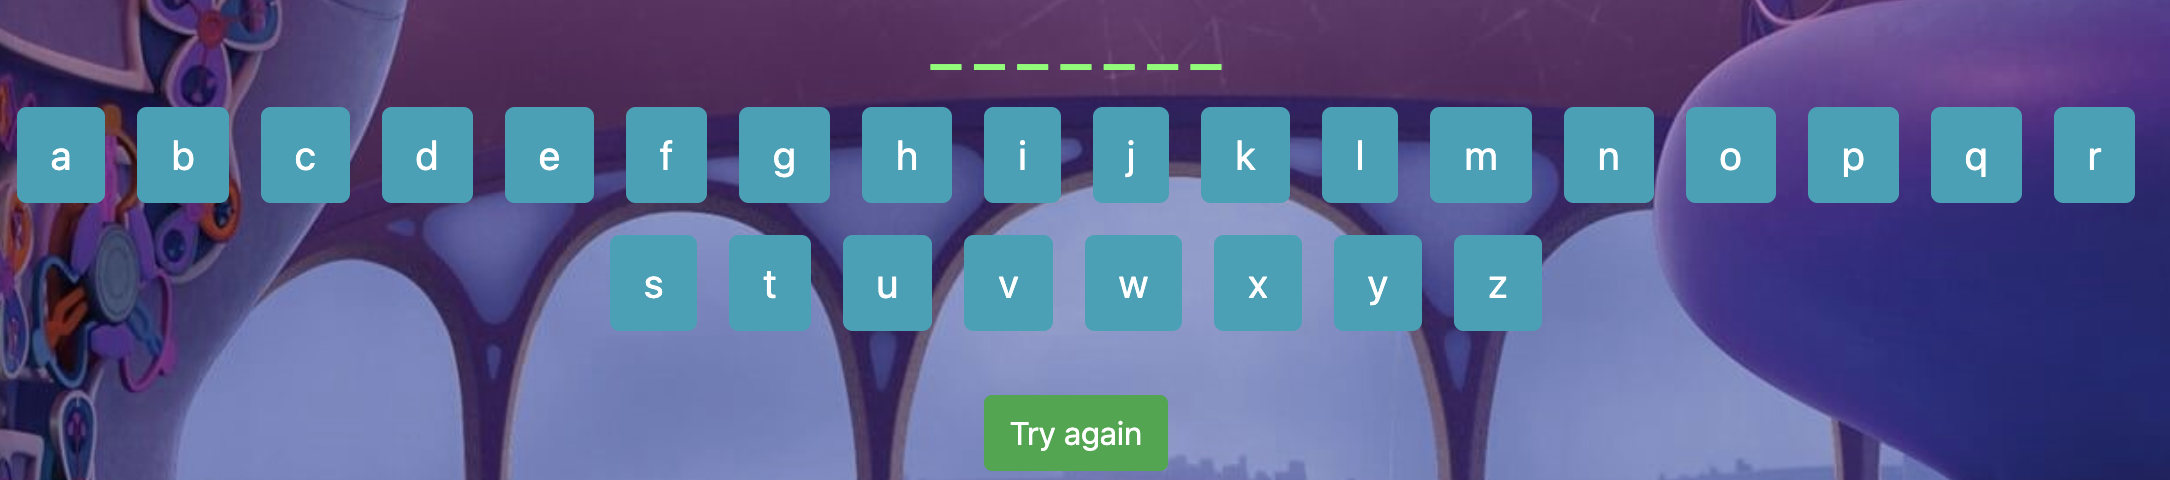 _ _ _ _ _ _ _
a b c d e f g h i j k l m n o p q r
s t u v w x y z
Try again